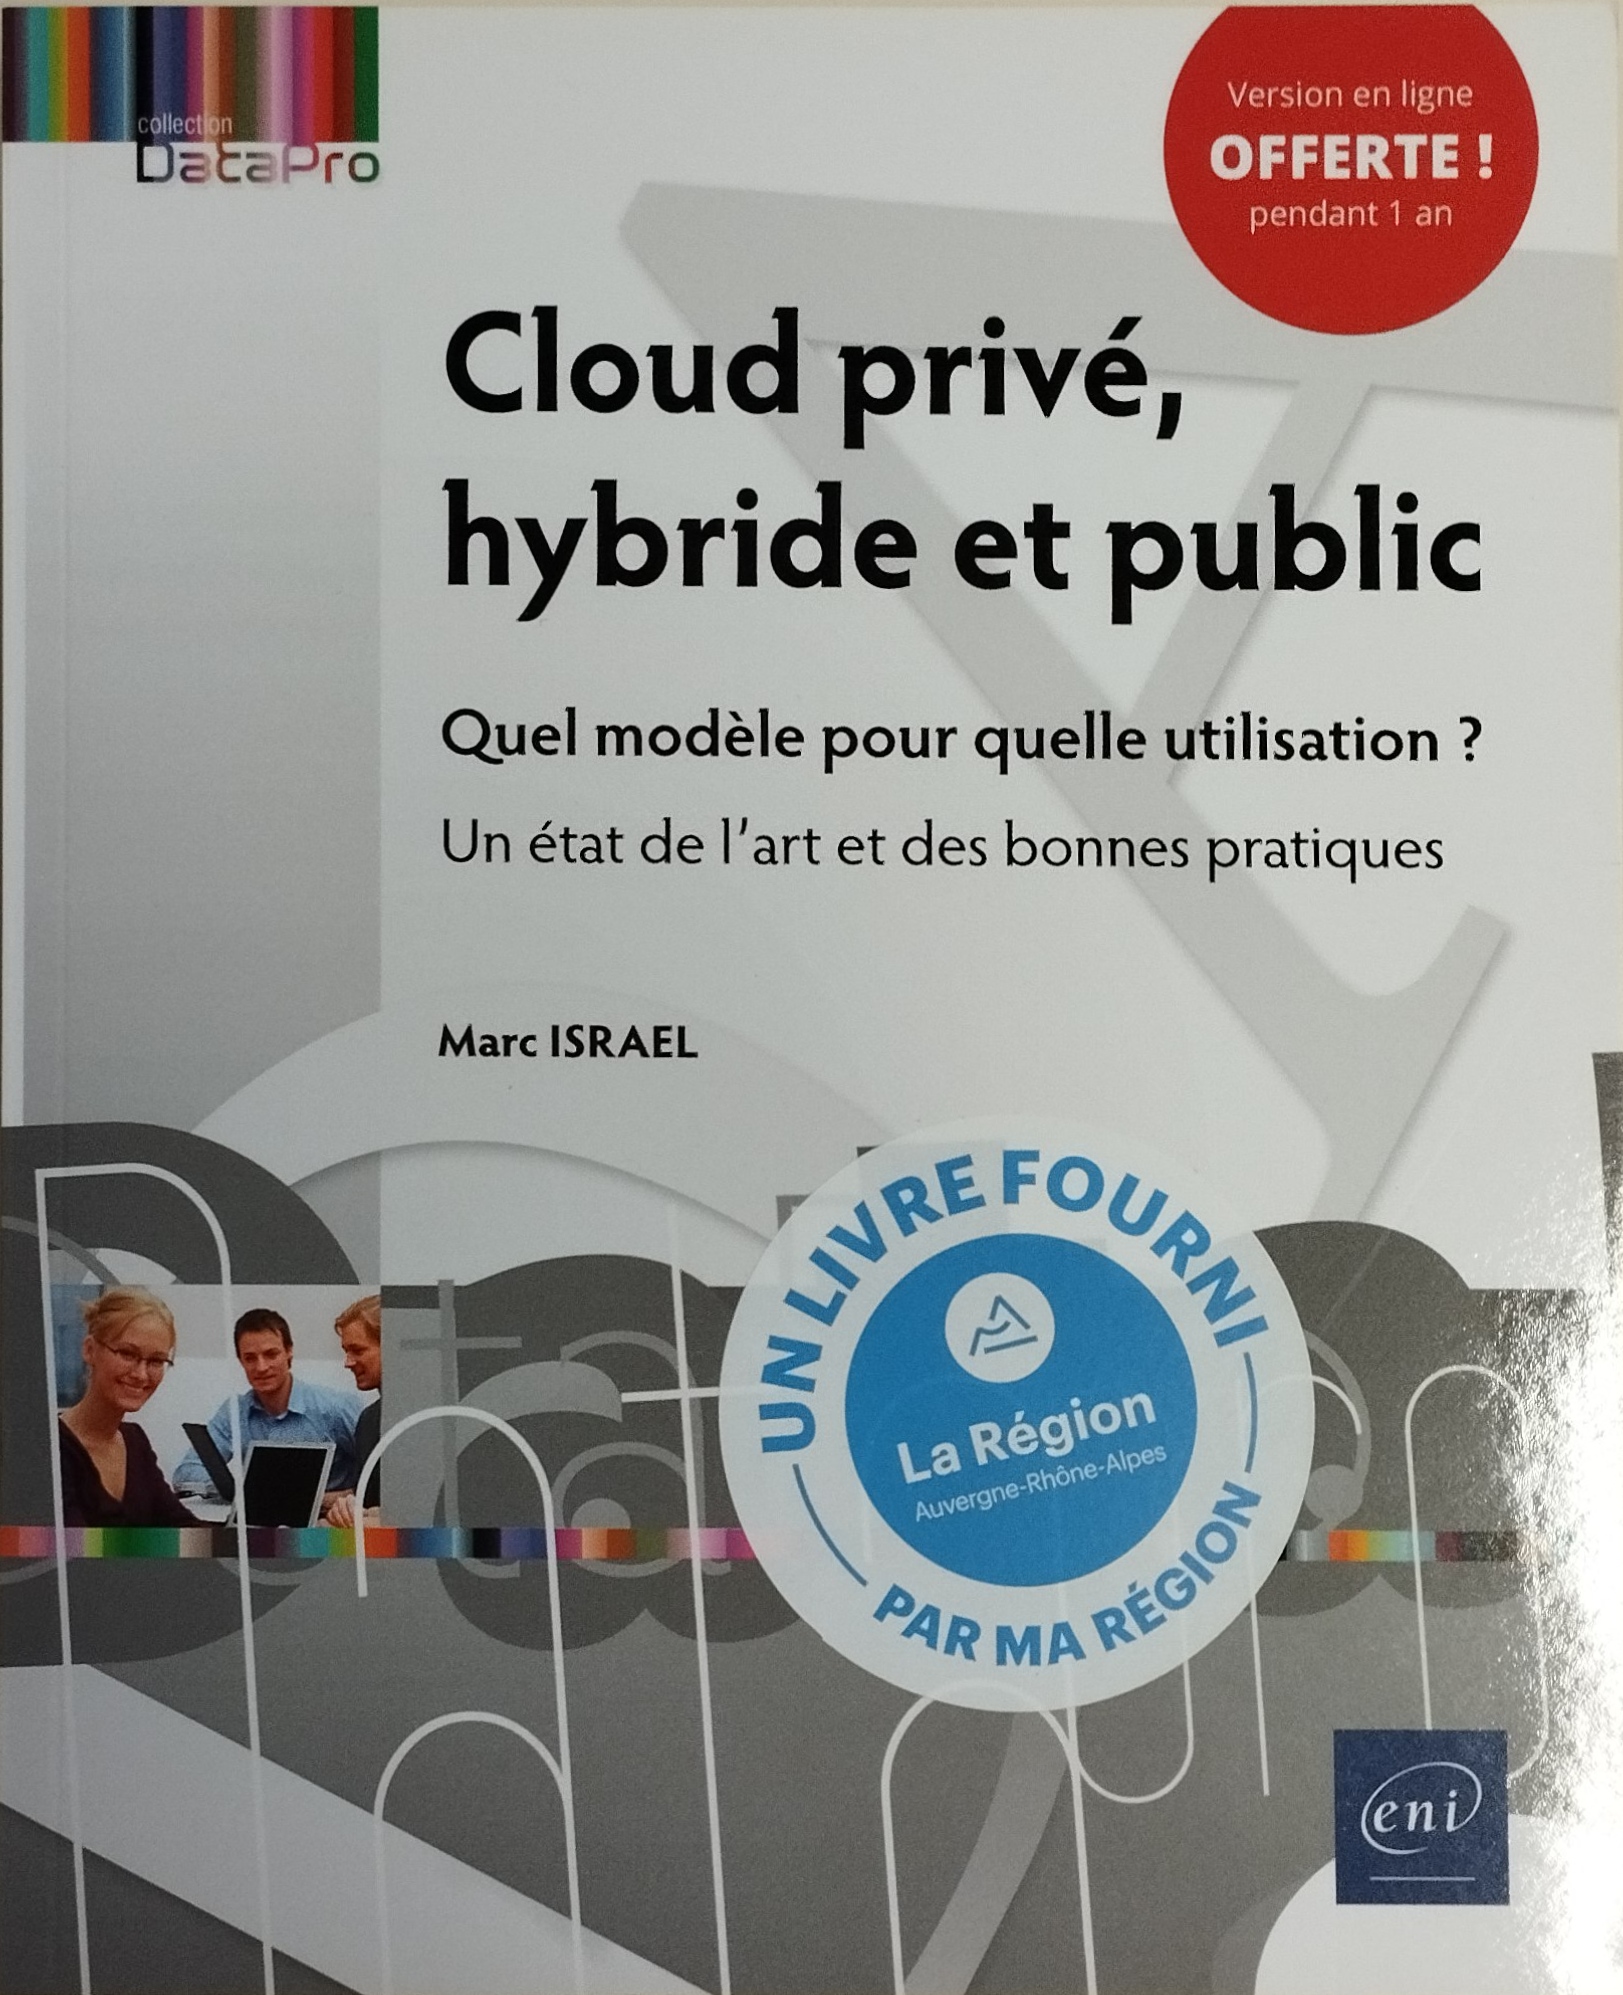 collection
DataPro
Version en ligne
OFFERTE !
pendant 1 an
Cloud privé,
hybride et public
Quel modèle pour quelle utilisation ?
Un état de l'art et des bonnes pratiques
Marc ISRAEL
UN LIVRE FOURNI
La Région
Auvergne-Rhône-Alpes
PAR MA RÉGION
eni